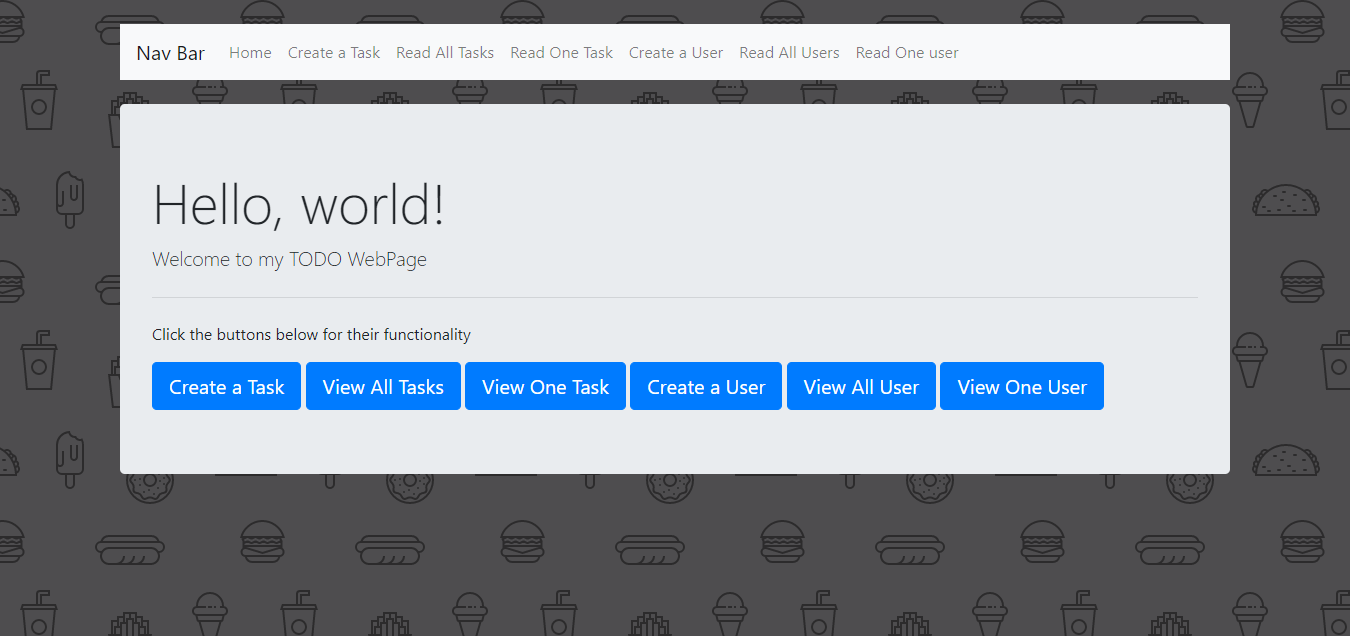 Nav Bar Home Create a Task Read All Tasks Read One Task Create a User Read All Users Read One user
Hello, world!
Welcome to my TODO WebPage
Click the buttons below for their functionality
Create a Task View All Tasks View One Task Create a User View All User View One User